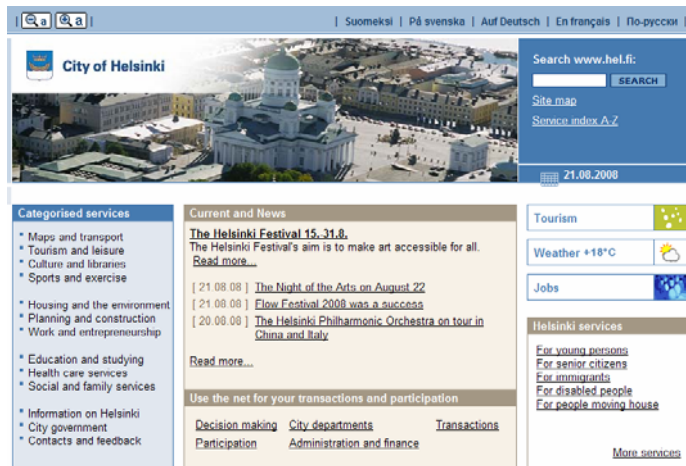 a a
| Suomeksi | På svenska | Auf Deutsch | En français | По-русски |
City of Helsinki
Search www.hel.fi:
SEARCH
Site map
Service index A-Z
21.08.2008
Categorised services
Maps and transport
Tourism and leisure
Culture and libraries
Sports and exercise
Housing and the environment
Planning and construction
Work and entrepreneurship
Education and studying
Health care services
Social and family services
Information on Helsinki
City government
Contacts and feedback
Current and News
The Helsinki Festival 15. 31.8.
The Helsinki Festival's aim is to make art accessible for all.
Read more...
[ 21.08.08 ] The Night of the Arts on August 22
[ 21.08.08 ] Flow Festival 2008 was a success
[ 20.08.08 ] The Helsinki Philharmonic Orchestra on tour in
China and Italy
Read more...
Use the net for your transactions and participation
Decision making City departments Transactions
Participation Administration and finance
Tourism
Weather +18°C
Jobs
Helsinki services
For young persons
For senior citizens
For immigrants
For disabled people
For people moving house
More services